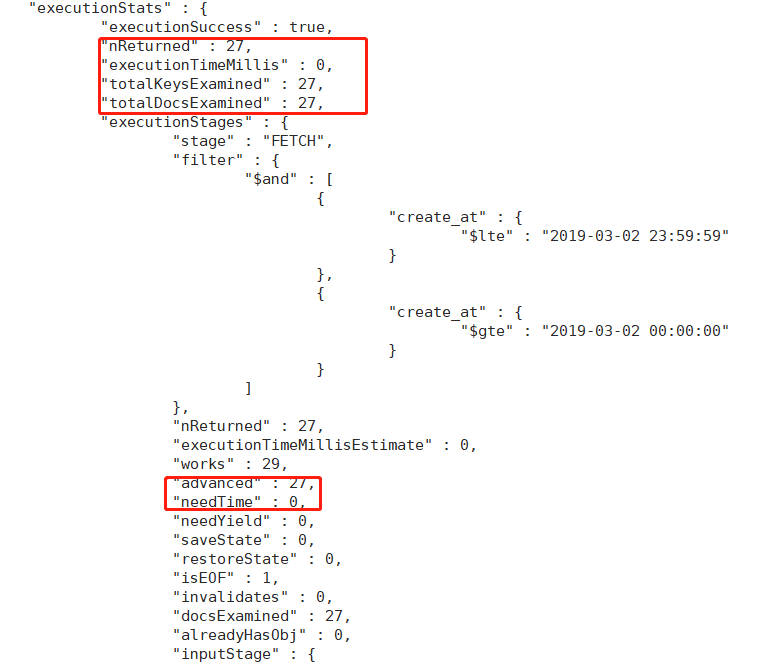 "executionStats" : {
"executionSuccess" : true,
"nReturned" : 27,
"executionTimeMillis" : 0,
"totalKeysExamined" : 27,
"totalDocsExamined" : 27,
"executionStages" : {
"stage" : "FETCH",
"filter" : {
"$and" : [
{
"create_at" : {
"$lte" : "2019-03-02 23:59:59"
}
},
{
"create_at" : {
"$gte" : "2019-03-02 00:00:00"
}
}
]
},
"nReturned" : 27,
"executionTimeMillisEstimate" : 0,
"works" : 29,
"advanced" : 27,
"needTime" : 0,
"needYield" : 0,
"saveState" : 0,
"restoreState" : 0,
"isEOF" : 1,
"invalidates" : 0,
"docsExamined" : 27,
"alreadyHasObj" : 0,
"inputStage" : {